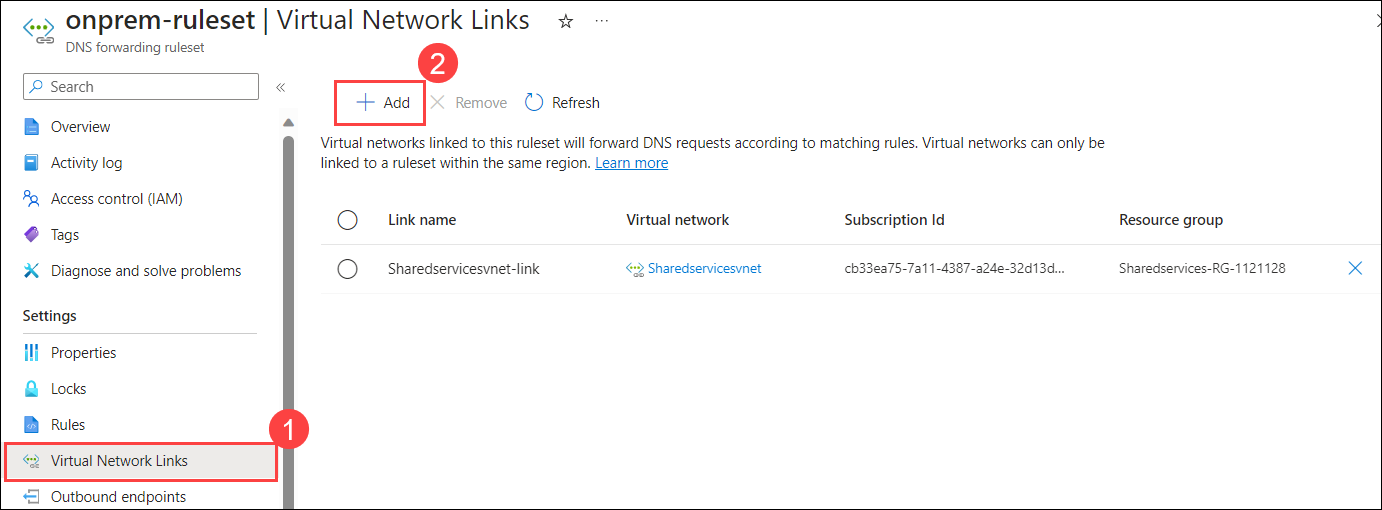 onprem-ruleset | Virtual Network Links
DNS forwarding ruleset
Search
Overview
Activity log
Access control (IAM)
Tags
Diagnose and solve problems
Settings
Properties
Locks
Rules
1
Virtual Network Links
Outbound endpoints
2
Add Remove Refresh
Virtual networks linked to this ruleset will forward DNS requests according to matching rules. Virtual networks can only be
linked to a ruleset within the same region. Learn more
Link name Virtual network Subscription Id Resource group
Sharedservicesvnet-link Sharedservicesvnet cb33ea75-7a11-4387-a24e-32d13d... Sharedservices-RG-1121128